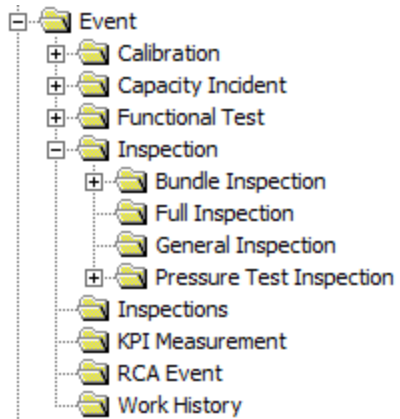 Event
Calibration
Capacity Incident
Functional Test
Inspection
Bundle Inspection
Full Inspection
General Inspection
Pressure Test Inspection
Inspections
KPI Measurement
RCA Event
Work History